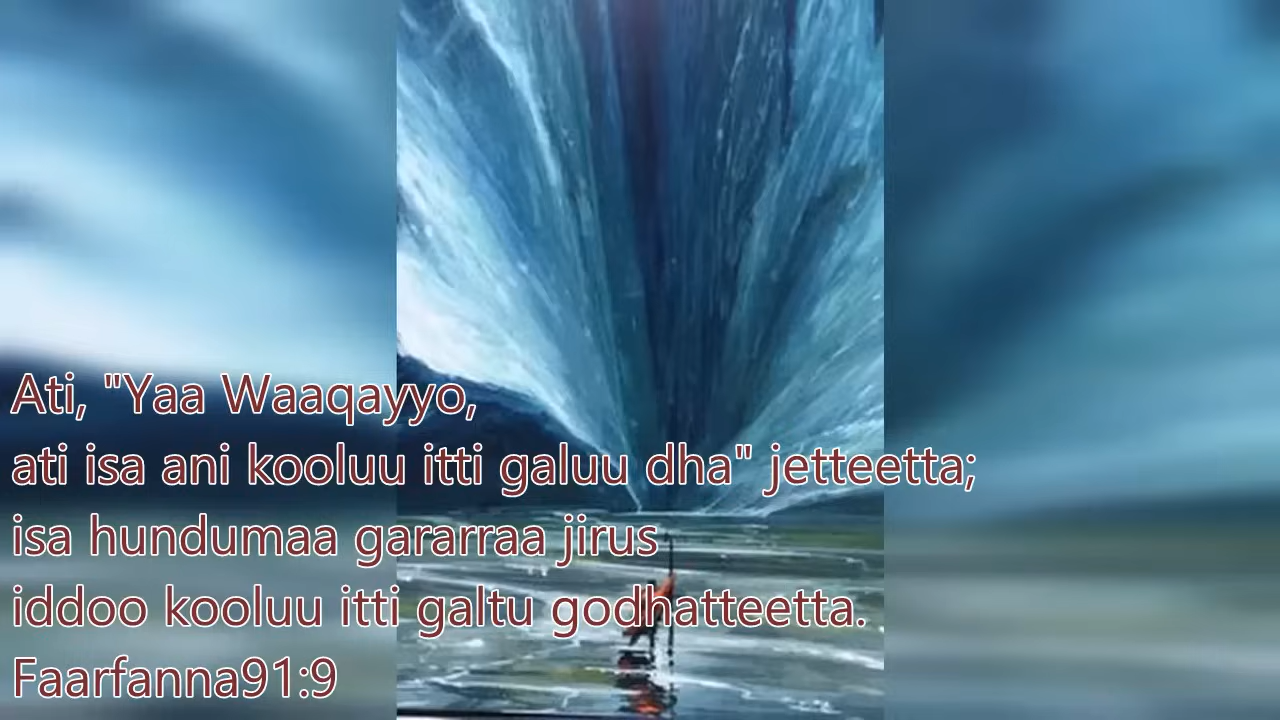 Ati, "Yaa Waaqayyo,
ati isa ani kooluu itti galuu dha" jetteetta;
isa hundumaa gararraa jirus
iddoo kooluu itti galtu godhatteetta.
Faarfanna91:9